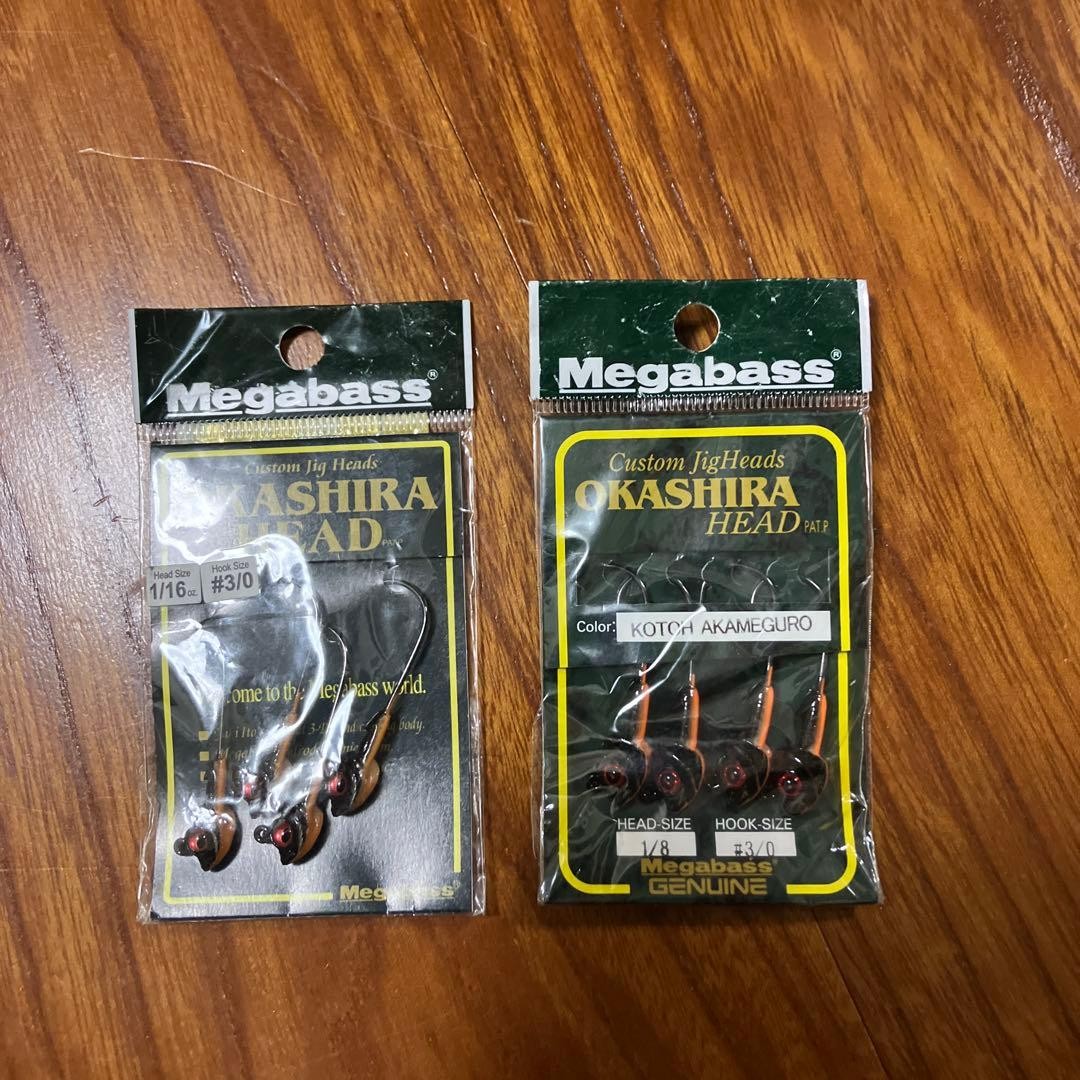 Megabass®
Custom Jig Heads
OKASHIRA
HEAD PAT.P
Head Size
1/16 oz.
Hook Size
#3/0
come to the Megabass world.
Megabass®
Megabass®
Custom JigHeads
OKASHIRA
HEAD PAT.P
Color: KOTOH AKAMEGURO
HEAD-SIZE HOOK-SIZE
1/8 #3/0
Megabass
GENUINE